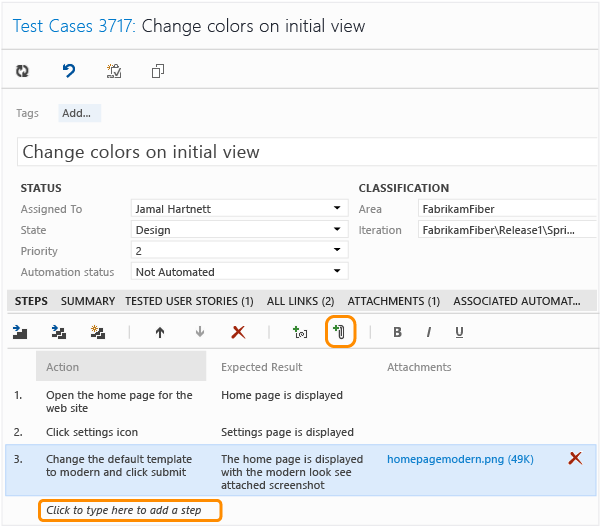 Test Cases 3717: Change colors on initial view
Tags Add...
Change colors on initial view
STATUS CLASSIFICATION
Assigned To Jamal Hartnett Area FabrikamFiber
State Design Iteration FabrikamFiber\Release1\Spri...
Priority 2
Automation status Not Automated
STEPS SUMMARY TESTED USER STORIES (1) ALL LINKS (2) ATTACHMENTS (1) ASSOCIATED AUTOMAT...
B I U
Action Expected Result Attachments
1. Open the home page for the Home page is displayed
web site
2. Click settings icon Settings page is displayed
3. Change the default template The home page is displayed homepagemodern.png (49K)
to modern and click submit with the modern look see
attached screenshot
Click to type here to add a step